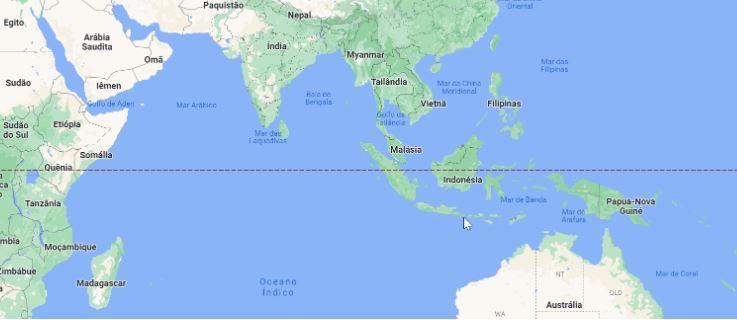 Mar
Oriental
Paquistão
Nepal
Egito
Arábia
Saudita
Índia
Omã
Myanmar
Mar das
Filipinas
Sudão
Iêmen
Tailândia
Mar da China
Meridional
Golfo de Áden
Mar Arábico
Baía de
Bengala
Vietnã
Filipinas
Golfo da
Tailândia
Sudão
do Sul
Etiópia
Mar das
Laquedivas
Malásia
Somália
Quênia
Indonésia
Tanzânia
Mar de Banda
Papua-Nova
Guiné
Mar de
Arafura
Moçambique
Zimbábue
Madagascar
Mar de Coral
NT
Oceano
Índico
QLD
Austrália
WA